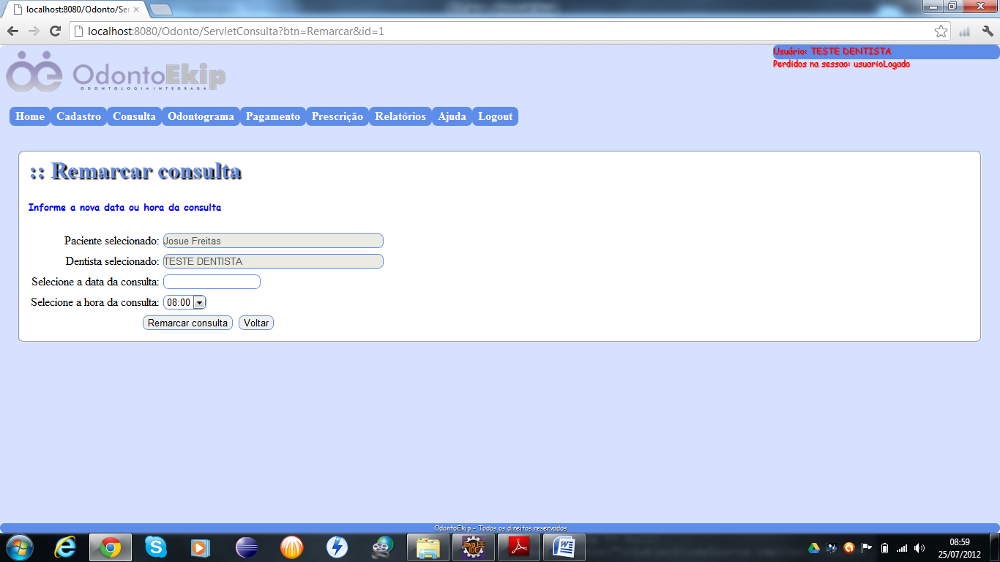 localhost:8080/Odonto/Ser
localhost:8080/Odonto/ServletConsulta?btn=Remarcar&id=1
Usuário: TESTE DENTISTA
Perdidos na sessao: usuarioLogado
OdontoEkip
ODONTOLOGIAINTEGRADA
Home Cadastro Consulta Odontograma Pagamento Prescrição Relatórios Ajuda Logout
:: Remarcar consulta
Informe a nova data ou hora da consulta
Paciente selecionado: Josue Freitas
Dentista selecionado: TESTE DENTISTA
Selecione a data da consulta:
Selecione a hora da consulta: 08:00
Remarcar consulta Voltar
OdontoEkip - Todos os direitos reservados
Java EE
IDE
08:59
25/07/2012